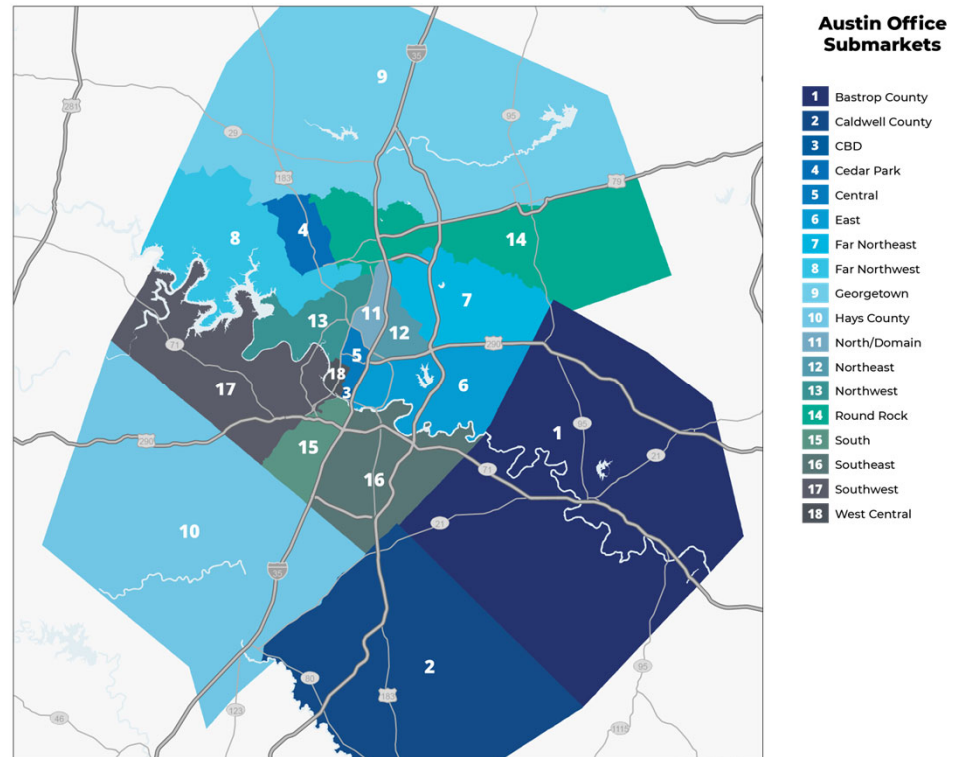 Austin Office
Submarkets
1 Bastrop County
2 Caldwell County
3 CBD
4 Cedar Park
5 Central
6 East
7 Far Northeast
8 Far Northwest
9 Georgetown
10 Hays County
11 North/Domain
12 Northeast
13 Northwest
14 Round Rock
15 South
16 Southeast
17 Southwest
18 West Central
35
9
281
95
29
183
79
8
4
14
7
11
13
12
71
5
290
18
17
3
6
290
1
95
15
21
71
16
21
10
35
2
95
80
183
123
46
1115